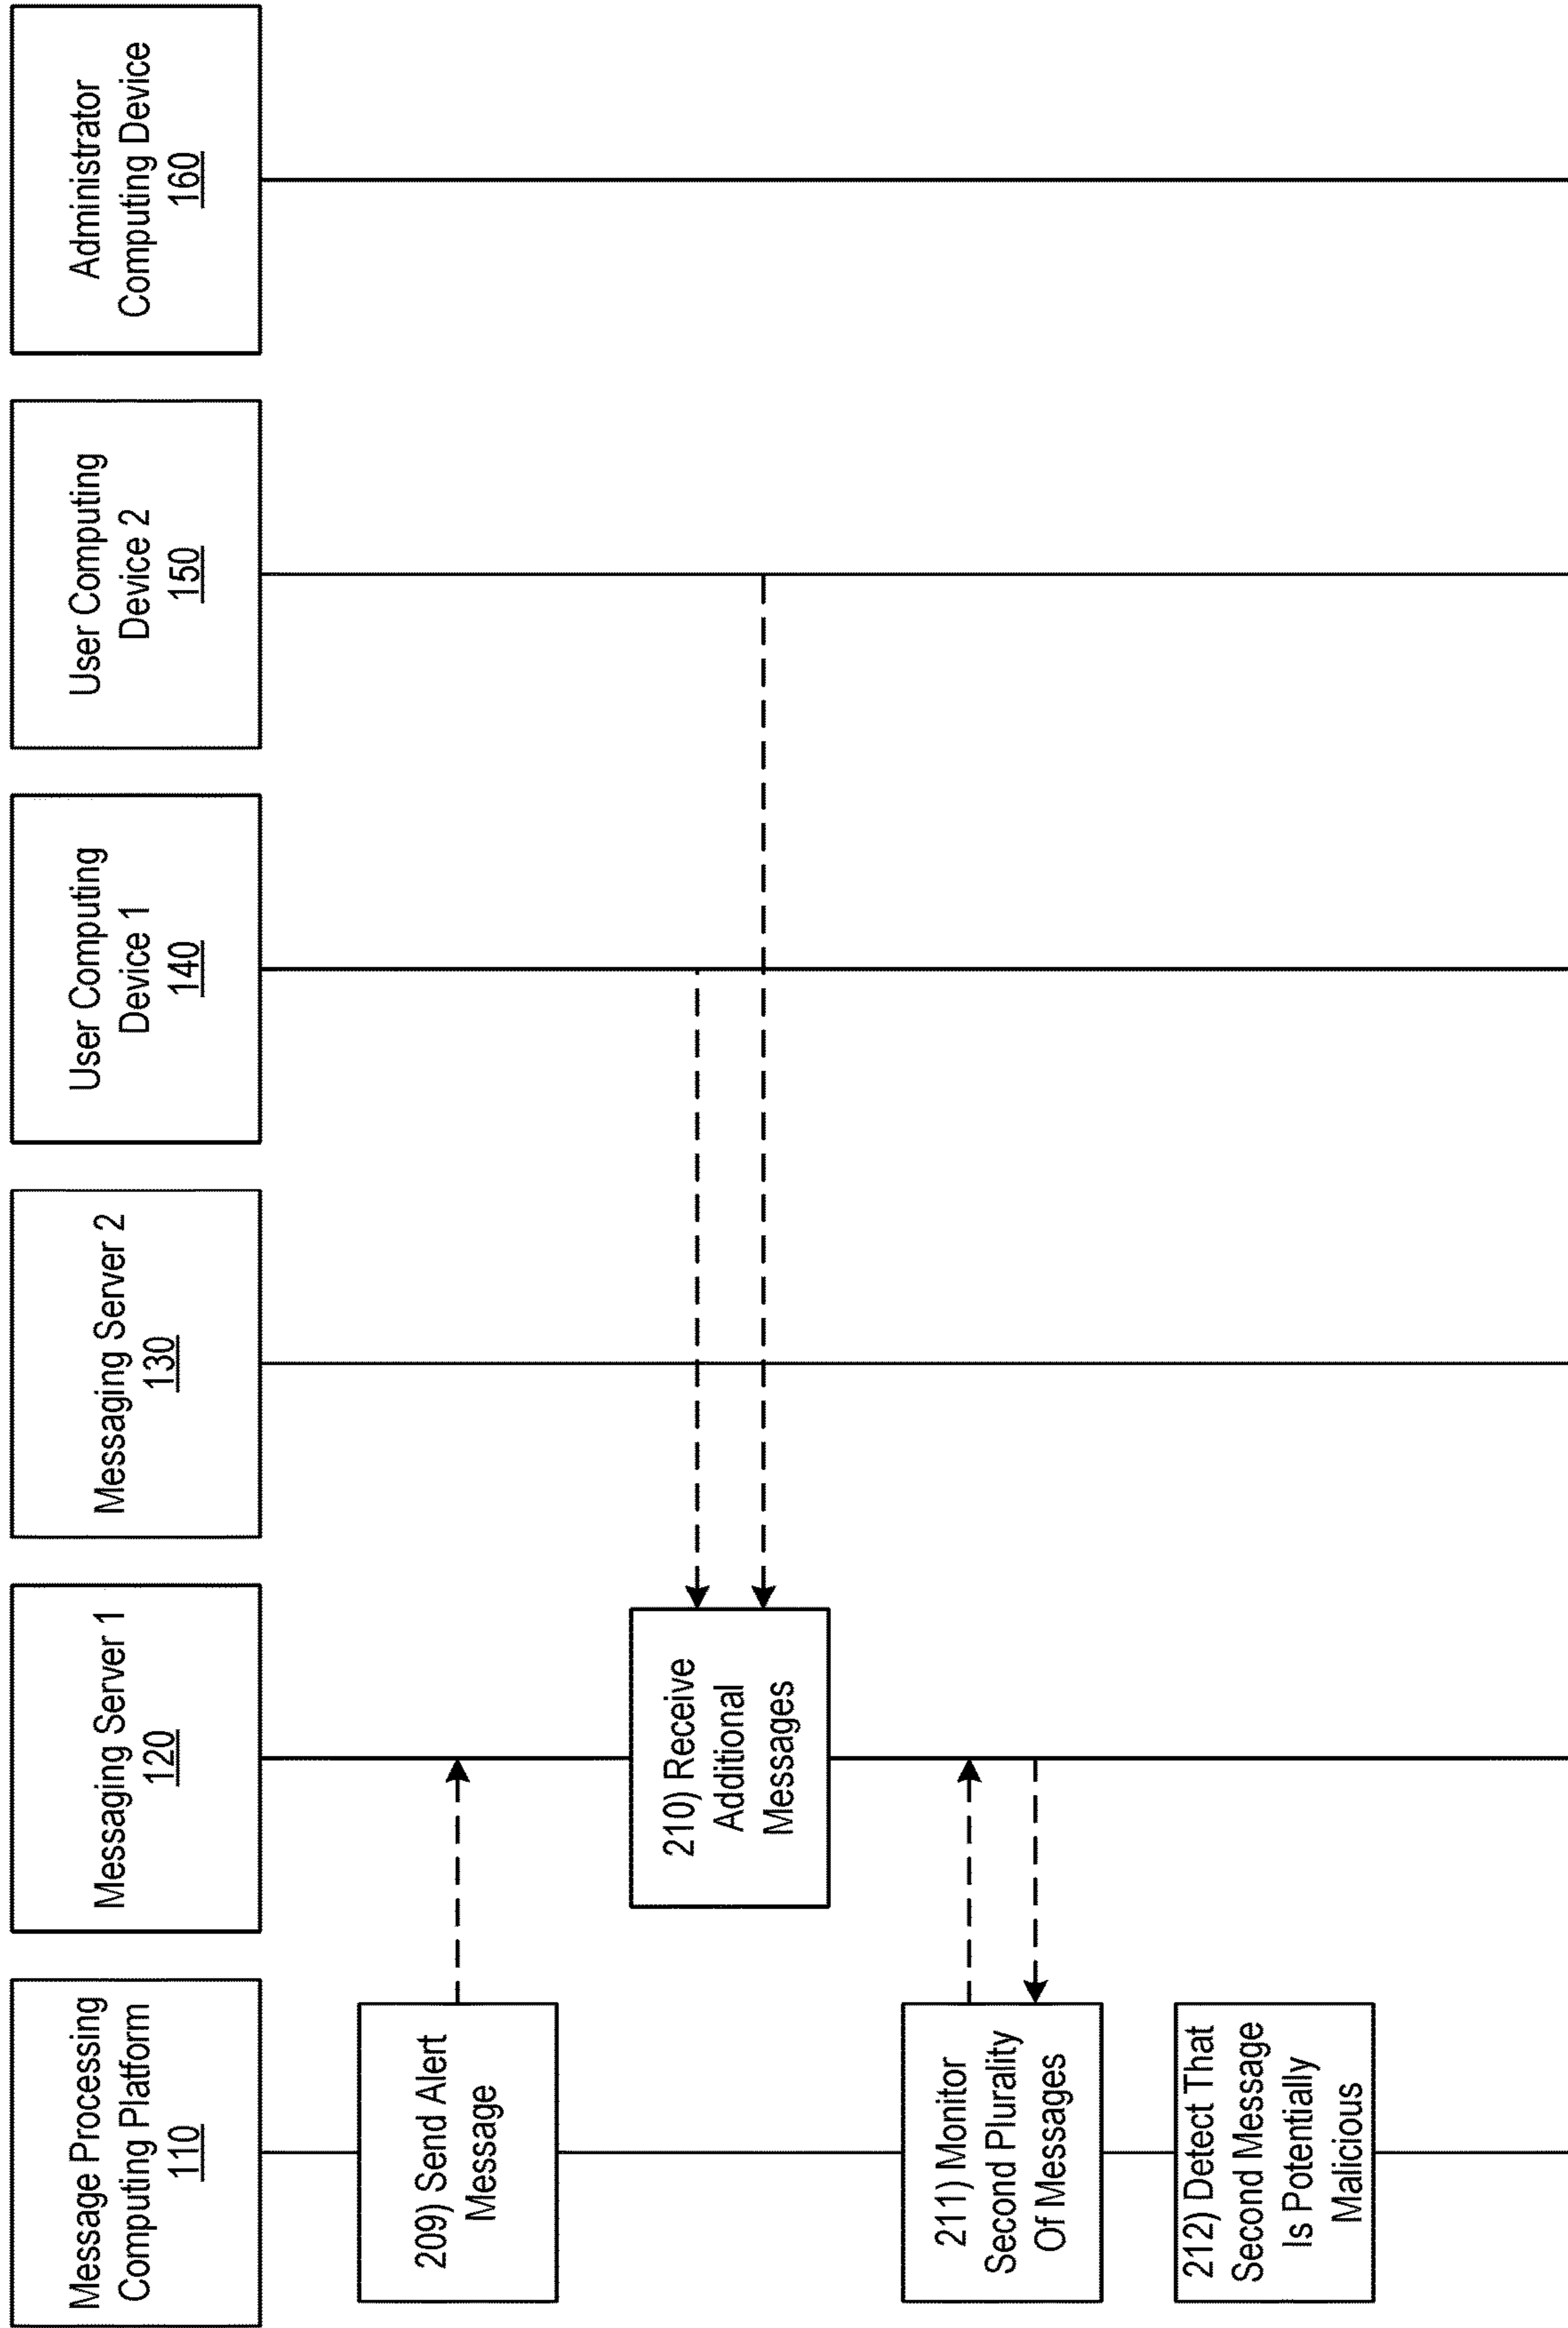 Message Processing
Computing Platform
110
Messaging Server 1
120
Messaging Server 2
130
User Computing
Device 1
140
User Computing
Device 2
150
Administrator
Computing Device
160
209) Send Alert
Message
210) Receive
Additional
Messages
211) Monitor
Second Plurality
Of Messages
212) Detect That
Second Message
Is Potentially
Malicious